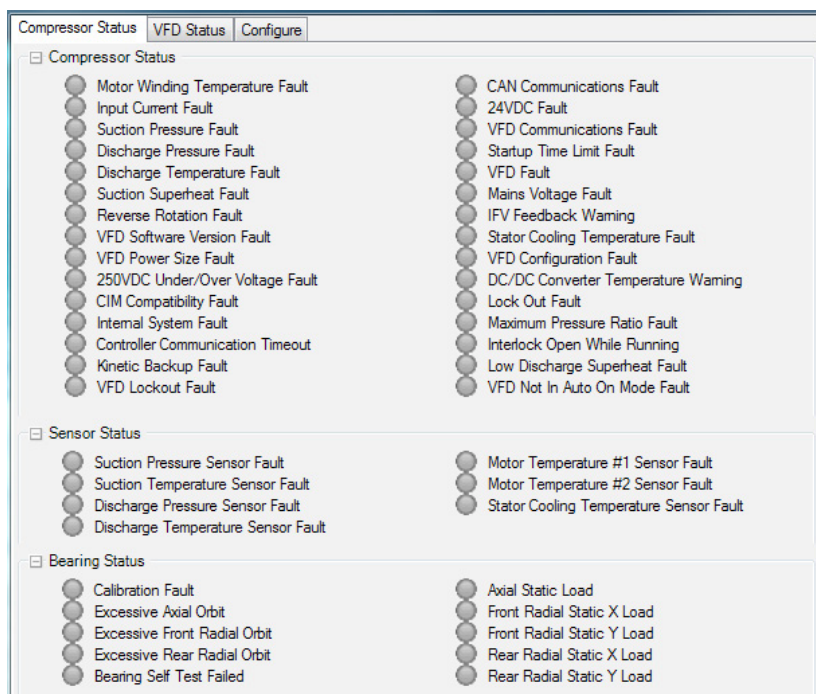 Compressor Status VFD Status Configure
Compressor Status
Motor Winding Temperature Fault
Input Current Fault
Suction Pressure Fault
Discharge Pressure Fault
Discharge Temperature Fault
Suction Superheat Fault
Reverse Rotation Fault
VFD Software Version Fault
VFD Power Size Fault
250VDC Under/Over Voltage Fault
CIM Compatibility Fault
Internal System Fault
Controller Communication Timeout
Kinetic Backup Fault
VFD Lockout Fault
CAN Communications Fault
24VDC Fault
VFD Communications Fault
Startup Time Limit Fault
VFD Fault
Mains Voltage Fault
IFV Feedback Warning
Stator Cooling Temperature Fault
VFD Configuration Fault
DC/DC Converter Temperature Warning
Lock Out Fault
Maximum Pressure Ratio Fault
Interlock Open While Running
Low Discharge Superheat Fault
VFD Not In Auto On Mode Fault
Sensor Status
Suction Pressure Sensor Fault
Suction Temperature Sensor Fault
Discharge Pressure Sensor Fault
Discharge Temperature Sensor Fault
Motor Temperature #1 Sensor Fault
Motor Temperature #2 Sensor Fault
Stator Cooling Temperature Sensor Fault
Bearing Status
Calibration Fault
Excessive Axial Orbit
Excessive Front Radial Orbit
Excessive Rear Radial Orbit
Bearing Self Test Failed
Axial Static Load
Front Radial Static X Load
Front Radial Static Y Load
Rear Radial Static X Load
Rear Radial Static Y Load